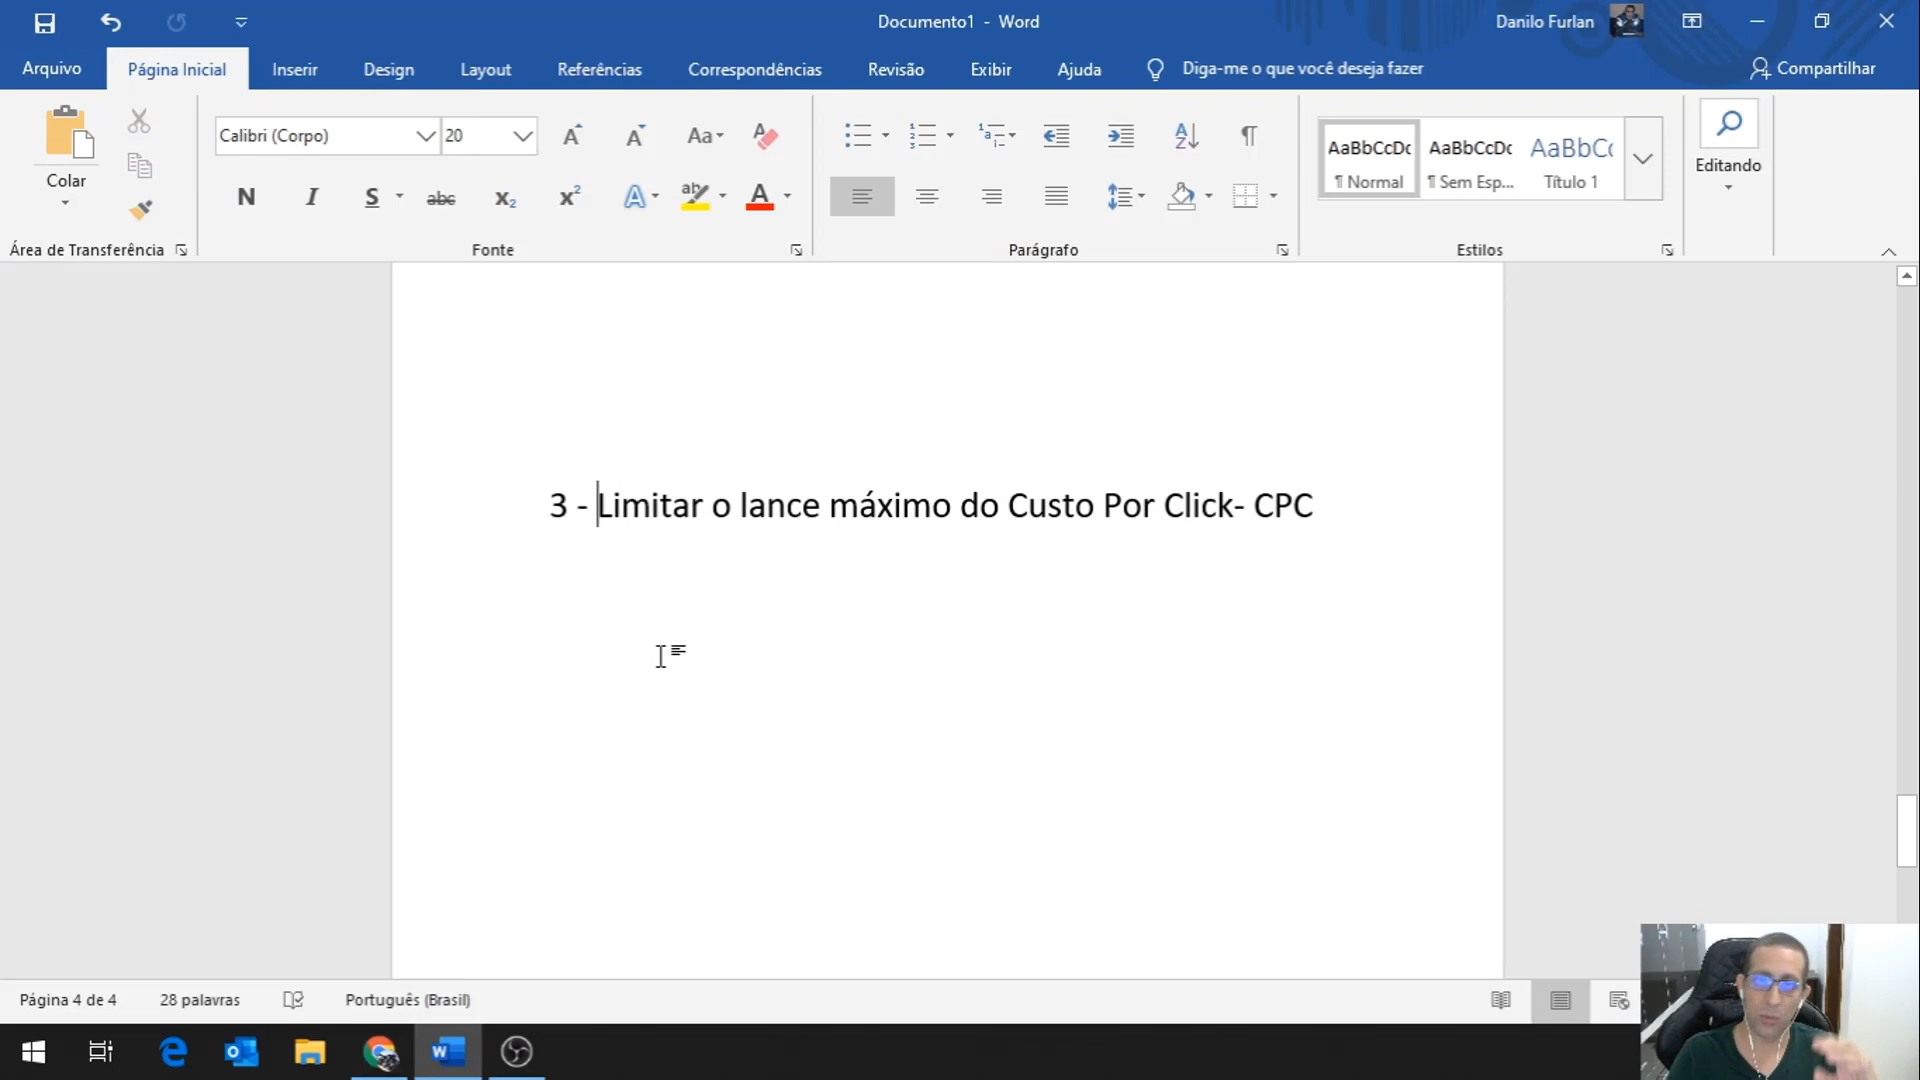 Documento1 - Word
Danilo Furlan
Arquivo
Página Inicial
Inserir
Design
Layout
Referências
Correspondências
Revisão
Exibir
Ajuda
Diga-me o que você deseja fazer
Compartilhar
Colar
Calibri (Corpo)
20
Aa
N
I
S
abc
AaBbCcDc
AaBbCcDc
AaBbCc
¶ Normal
¶ Sem Esp...
Título 1
Editando
Área de Transferência
Fonte
Parágrafo
Estilos
3 - Limitar o lance máximo do Custo Por Click- CPC
Página 4 de 4
28 palavras
Português (Brasil)